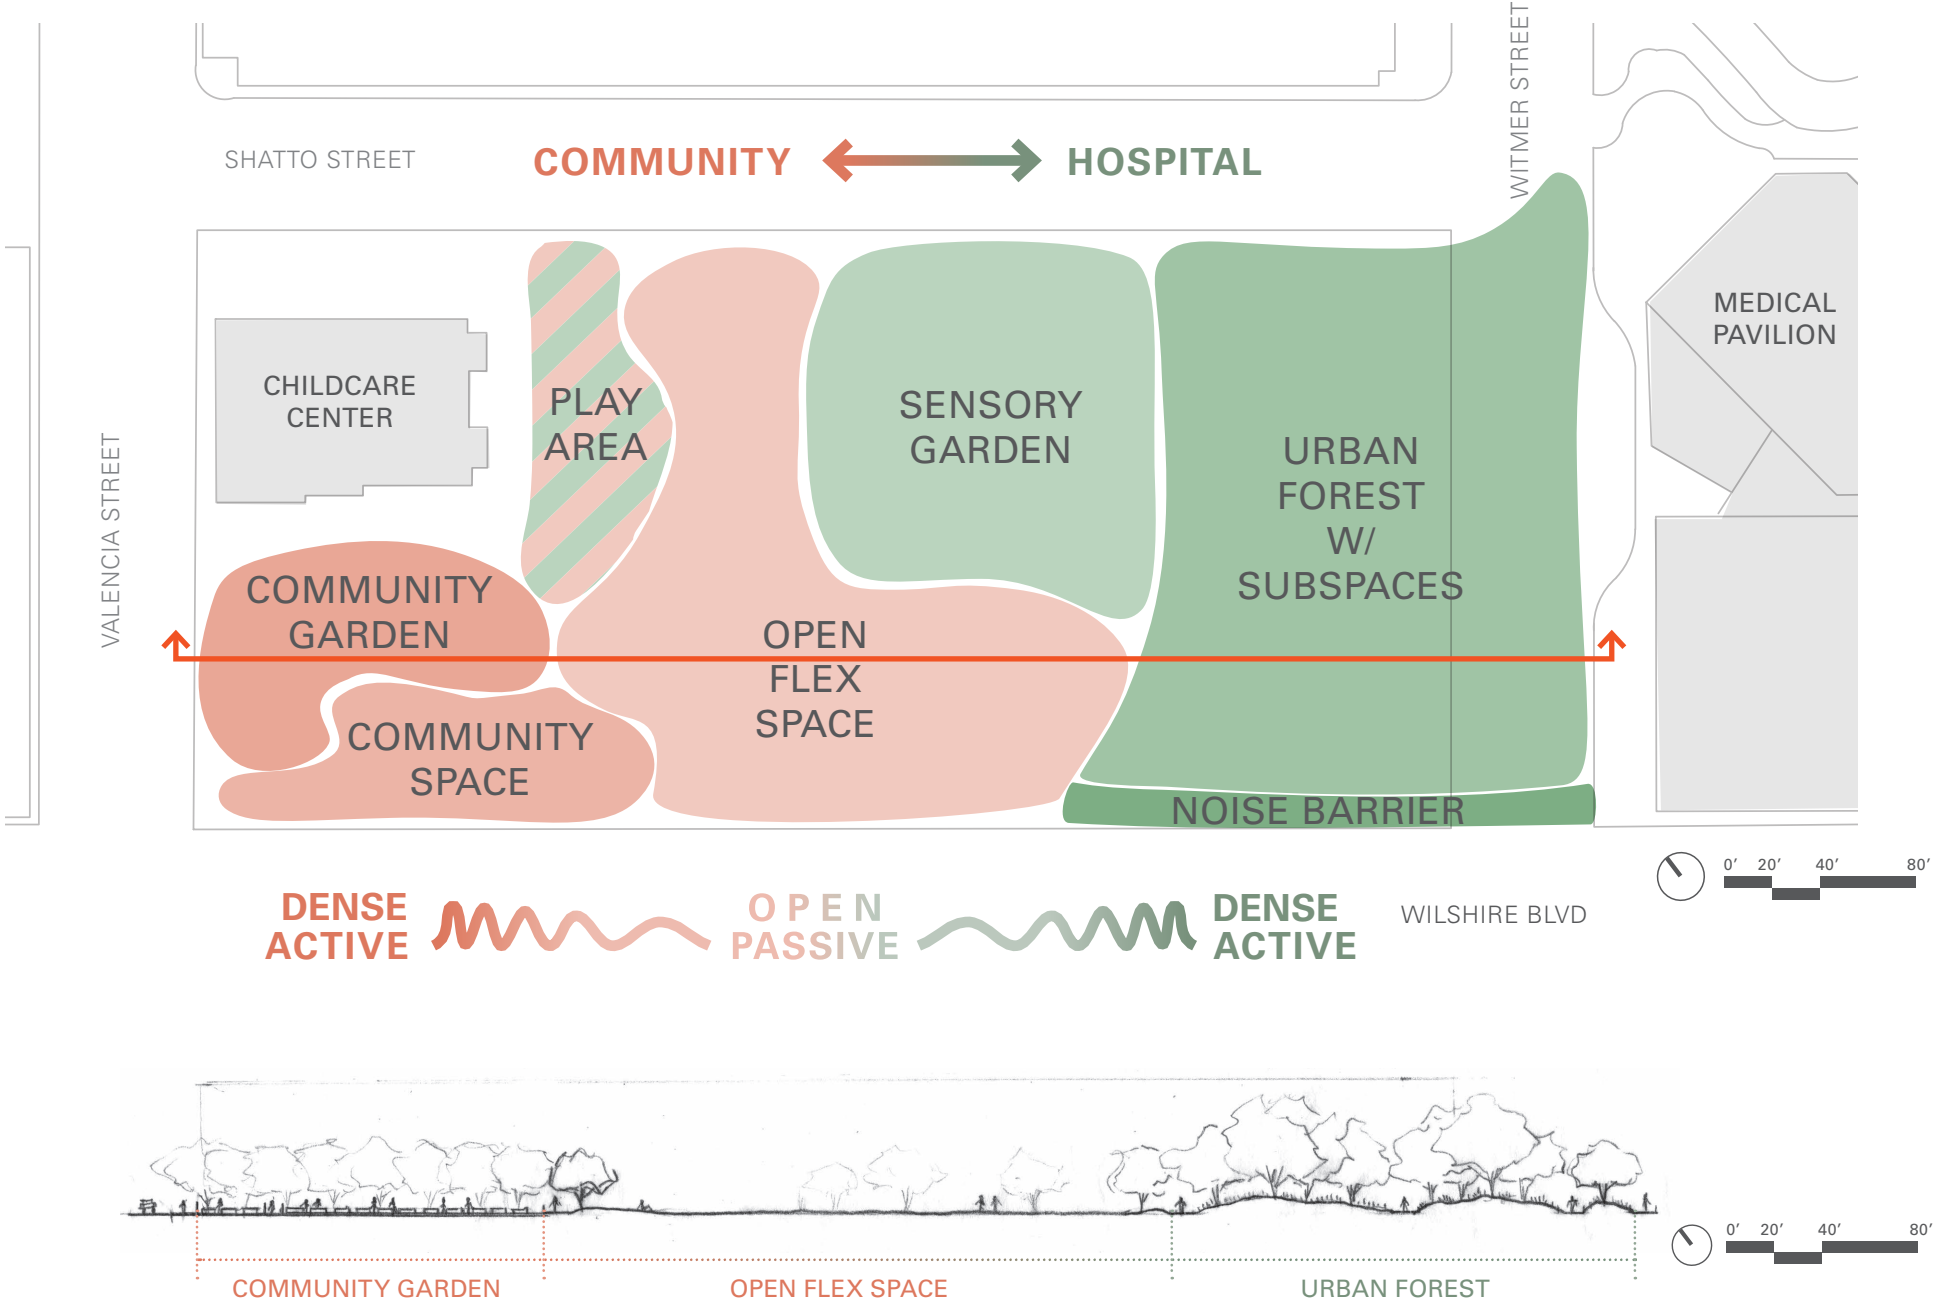 WITMER STREET
SHATTO STREET
COMMUNITY
HOSPITAL
MEDICAL
PAVILION
CHILDCARE
CENTER
PLAY
AREA
SENSORY
GARDEN
URBAN
FOREST
W/
SUBSPACES
VALENCIA STREET
COMMUNITY
GARDEN
OPEN
FLEX
SPACE
COMMUNITY
SPACE
NOISE BARRIER
0' 20' 40' 80'
DENSE
ACTIVE
OPEN
PASSIVE
DENSE
ACTIVE
WILSHIRE BLVD
0' 20' 40' 80'
COMMUNITY GARDEN
OPEN FLEX SPACE
URBAN FOREST